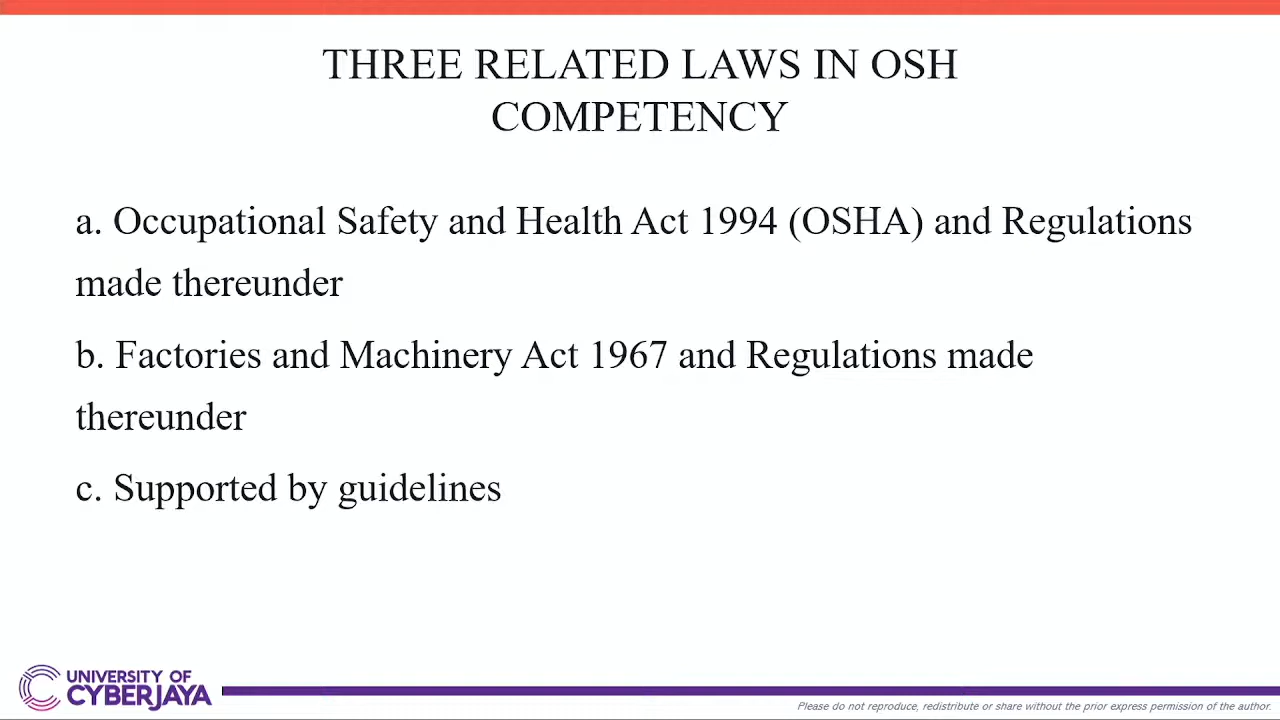 THREE RELATED LAWS IN OSH
COMPETENCY
a. Occupational Safety and Health Act 1994 (OSHA) and Regulations
made thereunder
b. Factories and Machinery Act 1967 and Regulations made
thereunder
c. Supported by guidelines
UNIVERSITY OF
CYBERJAYA
Please do not reproduce, redistribute or share without the prior express permission of the author.